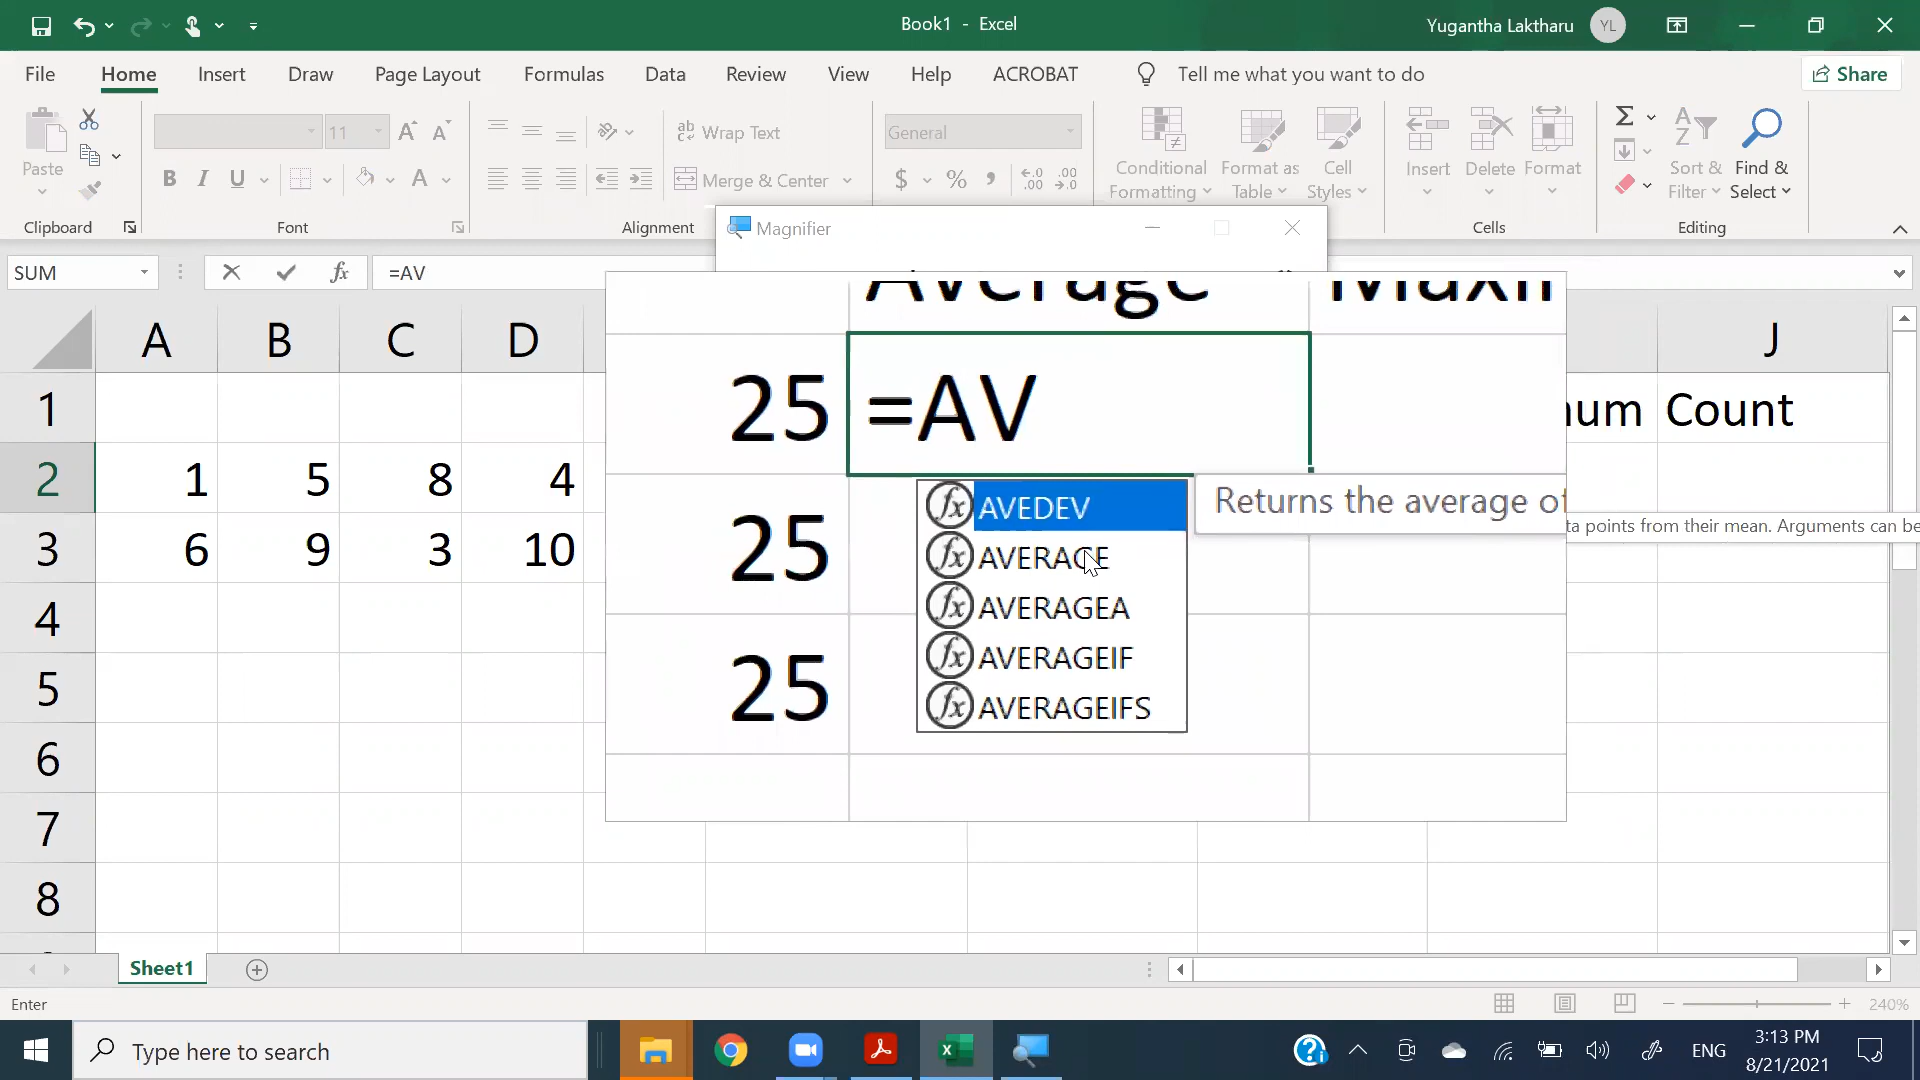 Book1 - Excel
Yugantha Laktharu YL
File Home Insert Draw Page Layout Formulas Data Review View Help ACROBAT Tell me what you want to do Share
11
ab Wrap Text
General
Paste
B I U A
Merge & Center
$ % ,
Conditional Formatting
Format as Table
Cell Styles
Insert Delete Format
Sort & Filter
Find & Select
Clipboard Font Alignment Cells Editing
Magnifier
SUM fx =AV
Average
A B C D J
1 Count
2 1 5 8 4
3 6 9 3 10
4
5
6
7
8
25 =AV
25
25
AVEDEV
AVERAGE
AVERAGEA
AVERAGEIF
AVERAGEIFS
Returns the average of
ta points from their mean. Arguments can be
Sheet1
Enter
240%
Type here to search
ENG
3:13 PM
8/21/2021